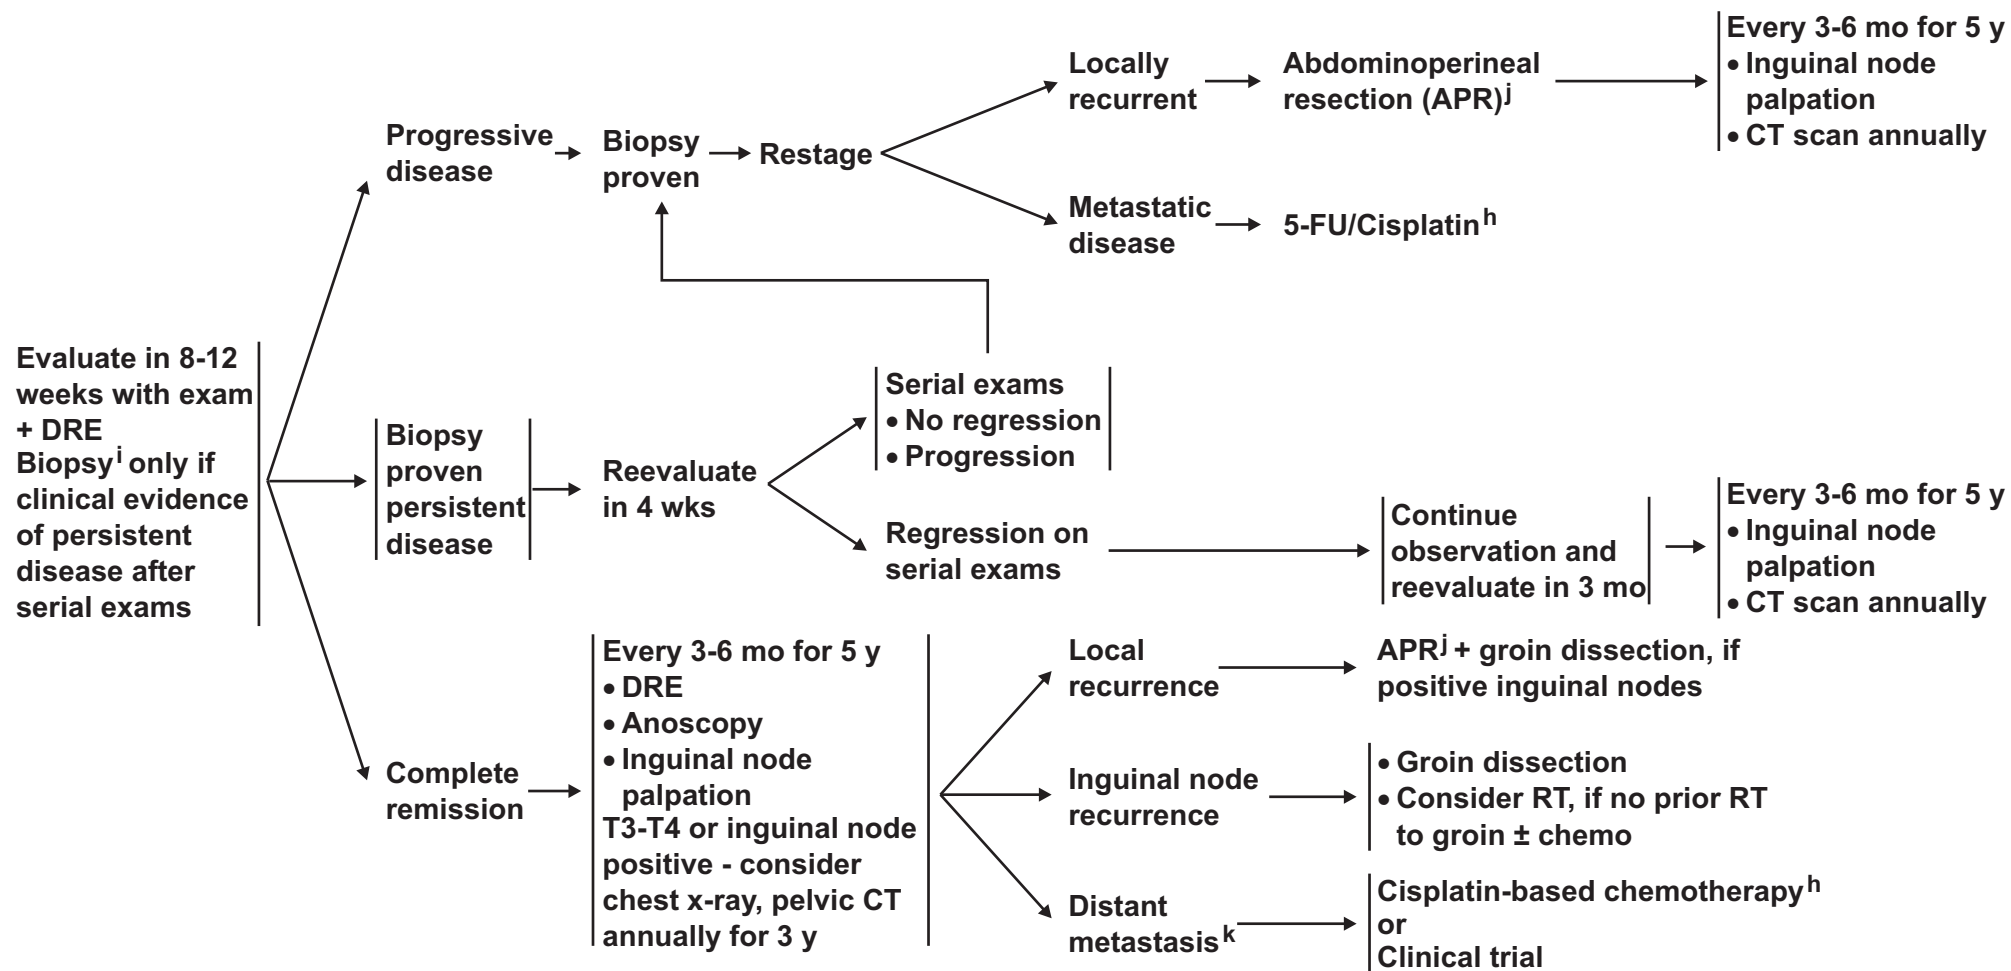 Evaluate in 8-12
weeks with exam
+ DRE
Biopsyⁱ only if
clinical evidence
of persistent
disease after
serial exams
Progressive
disease
Biopsy
proven
Restage
Locally
recurrent
Abdominoperineal
resection (APR)ʲ
Every 3-6 mo for 5 y
• Inguinal node
palpation
• CT scan annually
Metastatic
disease
5-FU/Cisplatinʰ
Biopsy
proven
persistent
disease
Reevaluate
in 4 wks
Serial exams
• No regression
• Progression
Regression on
serial exams
Continue
observation and
reevaluate in 3 mo
Every 3-6 mo for 5 y
• Inguinal node
palpation
• CT scan annually
Complete
remission
Every 3-6 mo for 5 y
• DRE
• Anoscopy
• Inguinal node
palpation
T3-T4 or inguinal node
positive - consider
chest x-ray, pelvic CT
annually for 3 y
Local
recurrence
APRʲ + groin dissection, if
positive inguinal nodes
Inguinal node
recurrence
• Groin dissection
• Consider RT, if no prior RT
to groin ± chemo
Distant
metastasisᵏ
Cisplatin-based chemotherapyʰ
or
Clinical trial